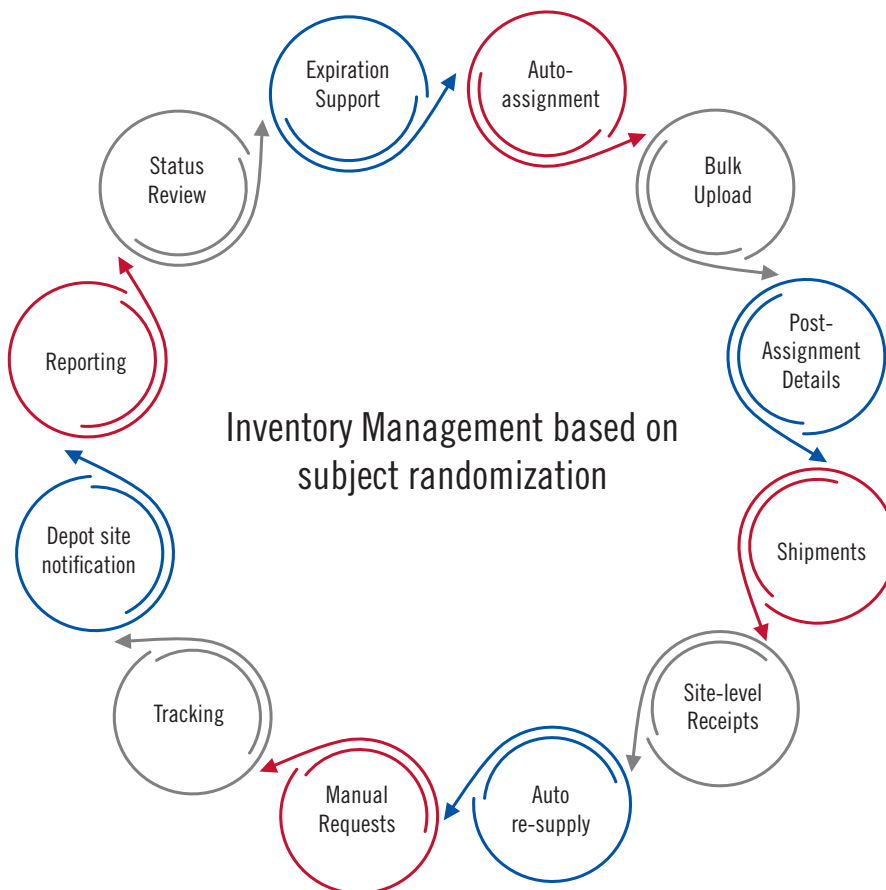 Expiration
Support
Auto-
assignment
Bulk
Upload
Post-
Assignment
Details
Shipments
Site-level
Receipts
Auto
re-supply
Manual
Requests
Tracking
Depot site
notification
Reporting
Status
Review
Inventory Management based on
subject randomization